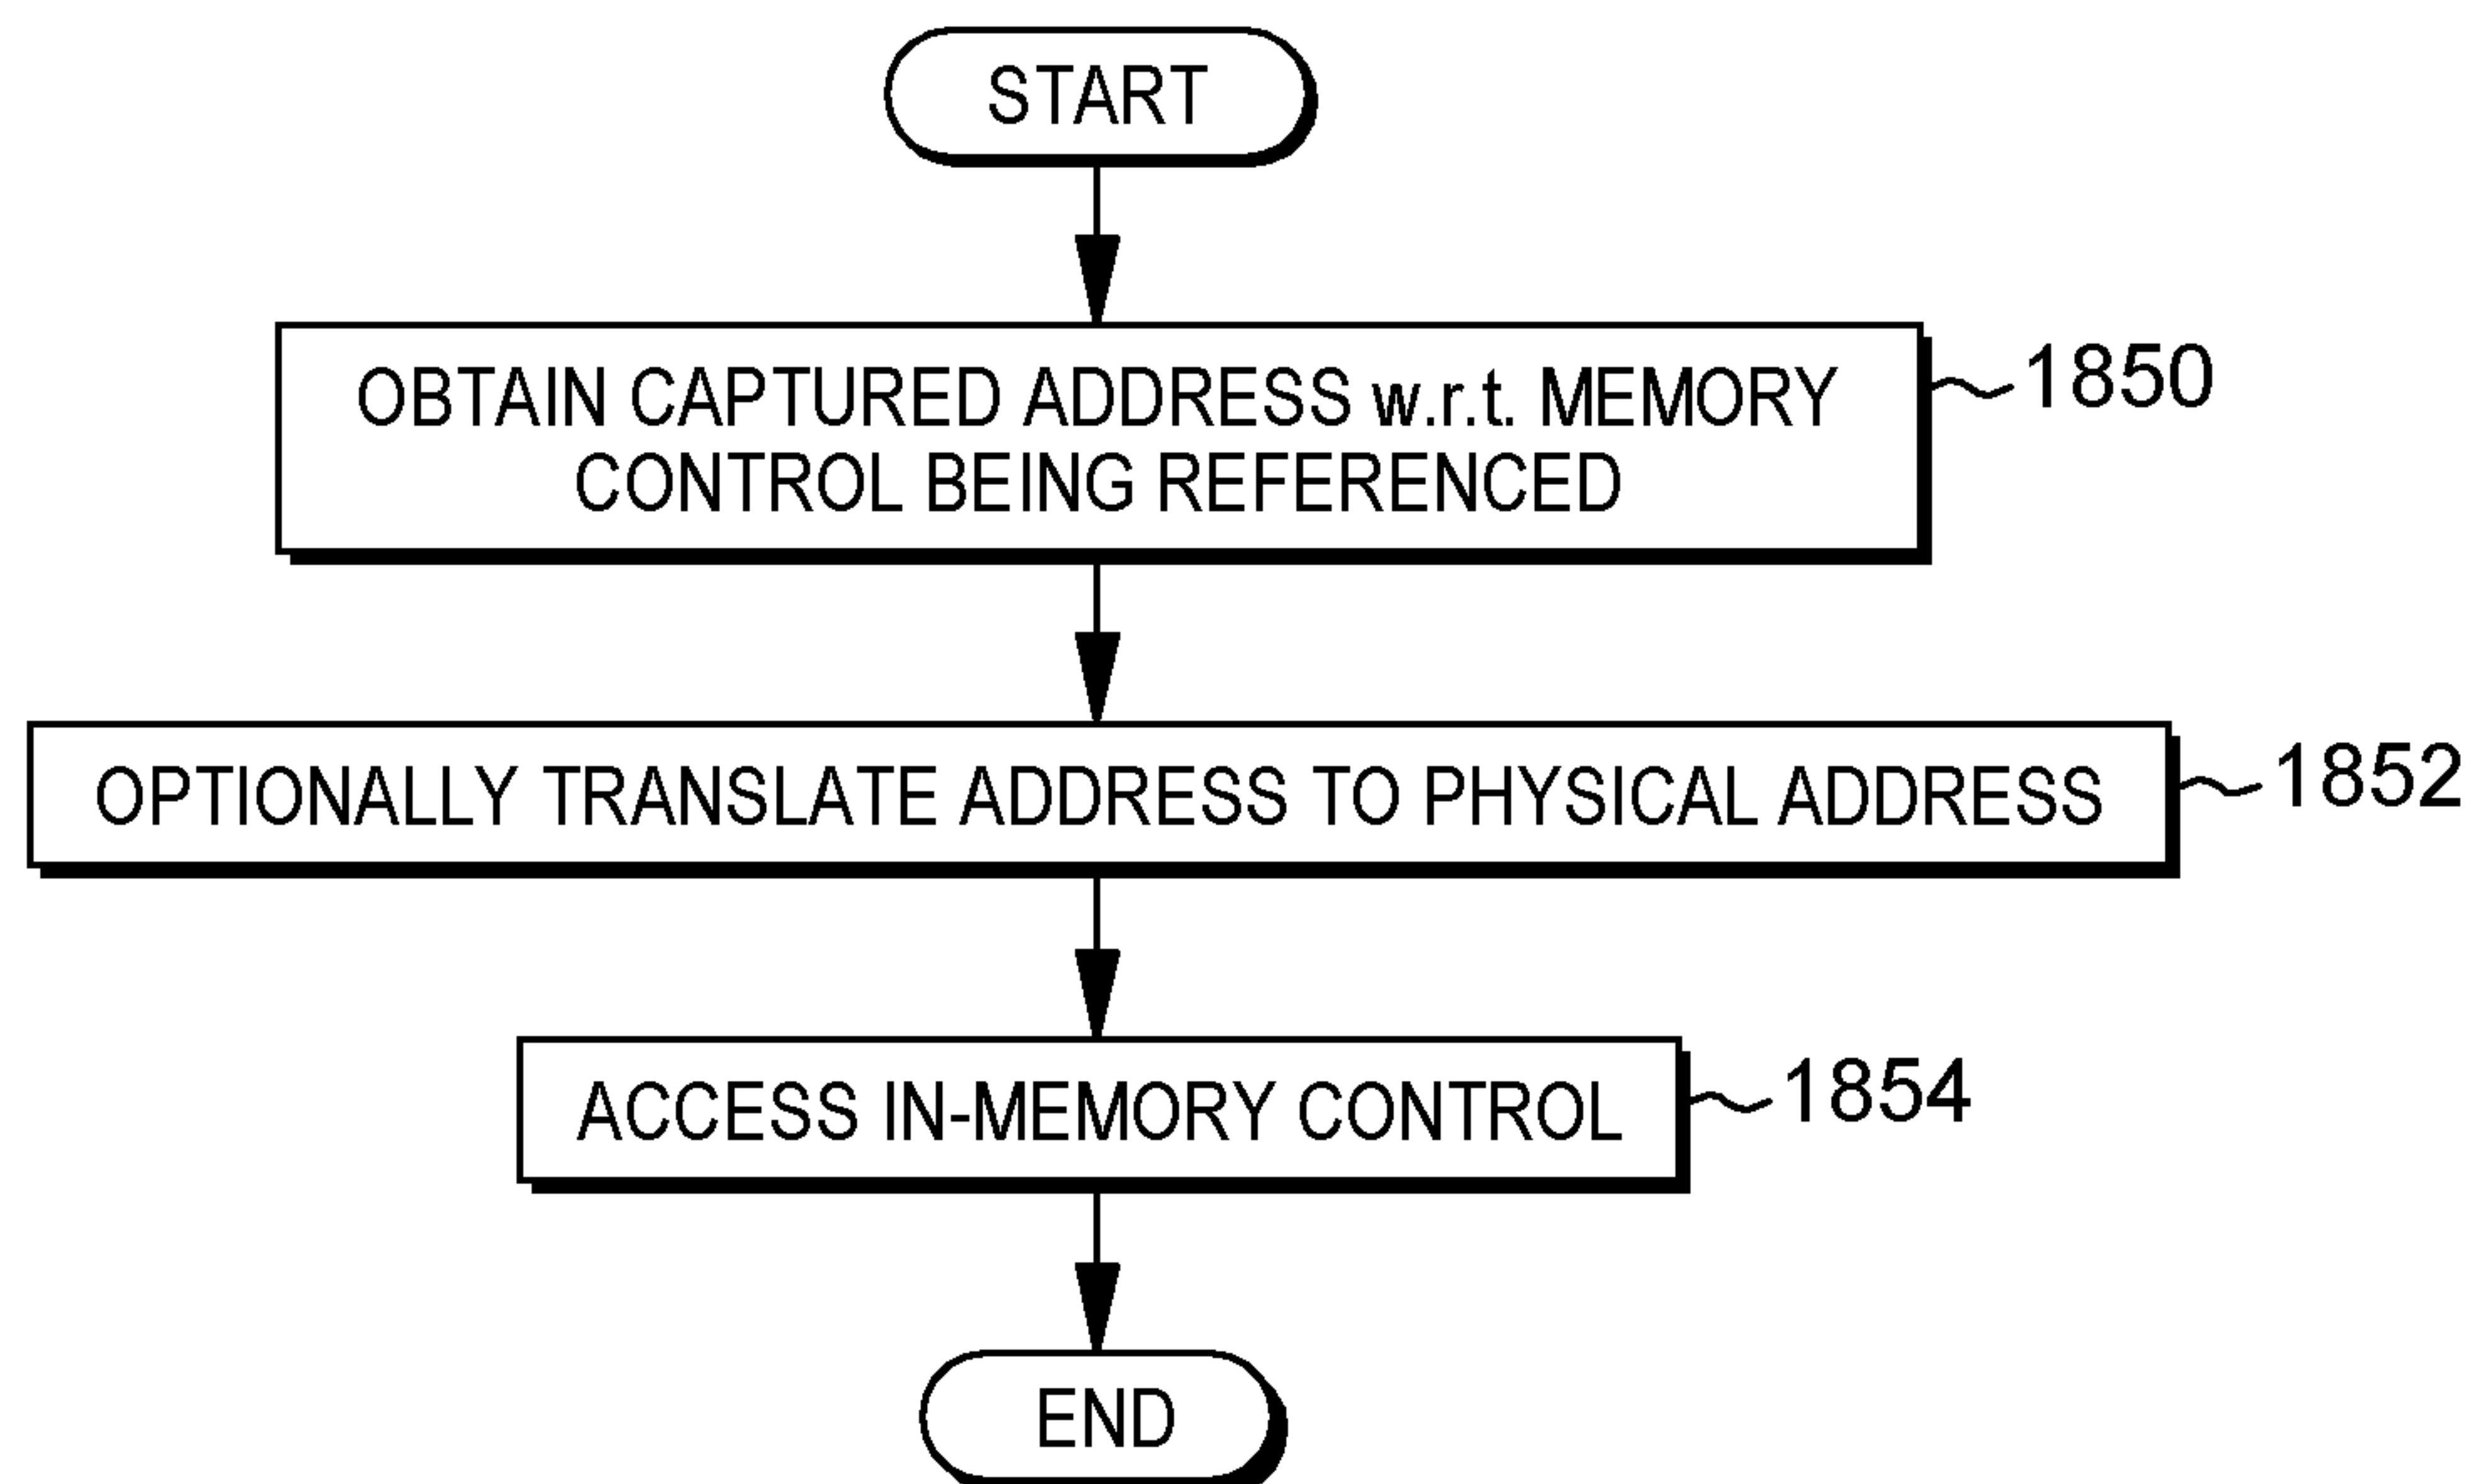 START
OBTAIN CAPTURED ADDRESS w.r.t. MEMORY
CONTROL BEING REFERENCED
1850
OPTIONALLY TRANSLATE ADDRESS TO PHYSICAL ADDRESS
1852
ACCESS IN-MEMORY CONTROL
1854
END